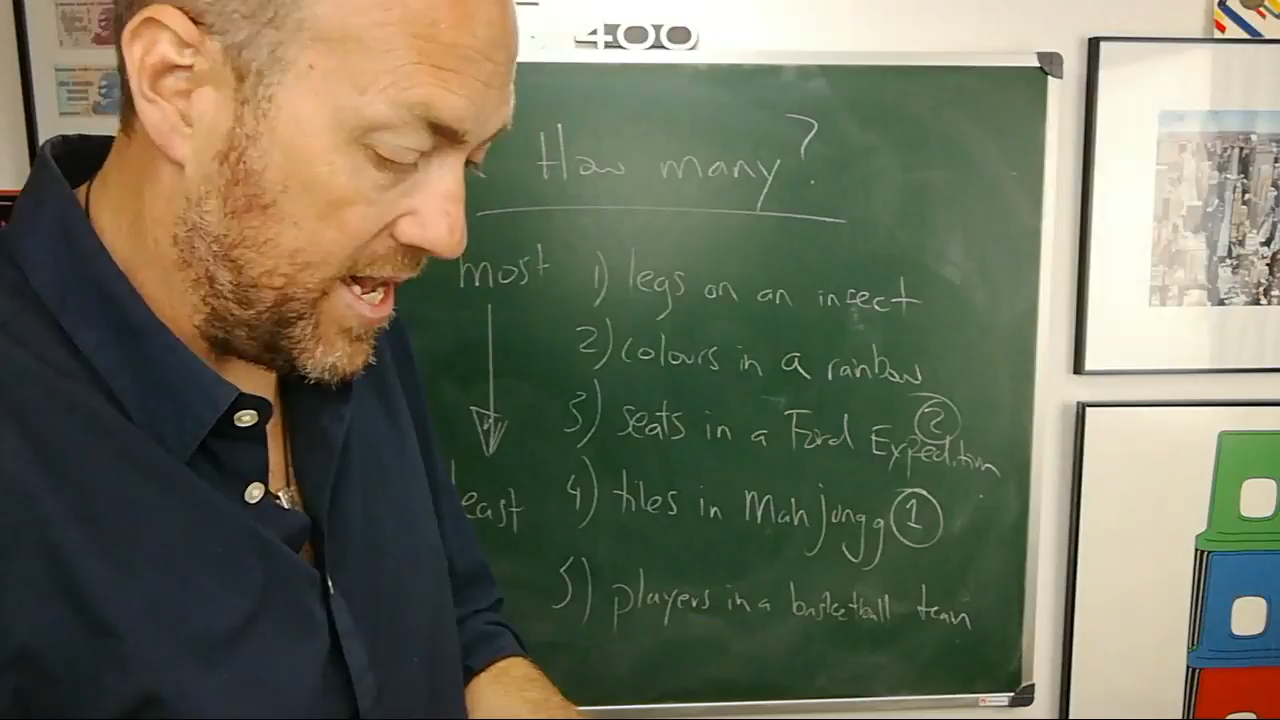 400
How many?
most 1) legs on an insect
2) colours in a rainbow
3) seats in a Ford Expedition 2
least 4) tiles in Mahjongg 1
5) players in a basketball team